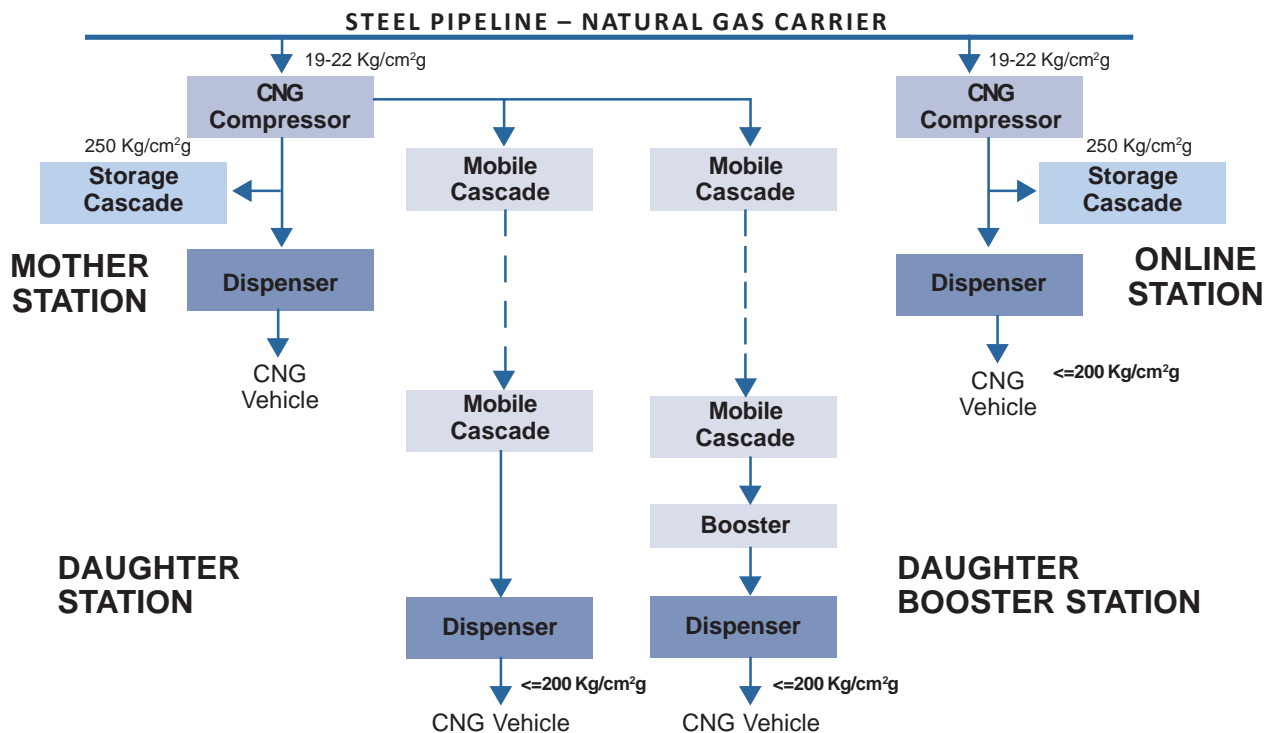 STEEL PIPELINE – NATURAL GAS CARRIER
19-22 Kg/cm²g
19-22 Kg/cm²g
CNG
Compressor
CNG
Compressor
250 Kg/cm²g
250 Kg/cm²g
Storage
Cascade
Mobile
Cascade
Mobile
Cascade
Storage
Cascade
MOTHER
STATION
Dispenser
Dispenser
ONLINE
STATION
CNG
Vehicle
<=200 Kg/cm²g
CNG
Vehicle
Mobile
Cascade
Mobile
Cascade
Booster
DAUGHTER
STATION
DAUGHTER
BOOSTER STATION
Dispenser
Dispenser
<=200 Kg/cm²g
<=200 Kg/cm²g
CNG Vehicle
CNG Vehicle